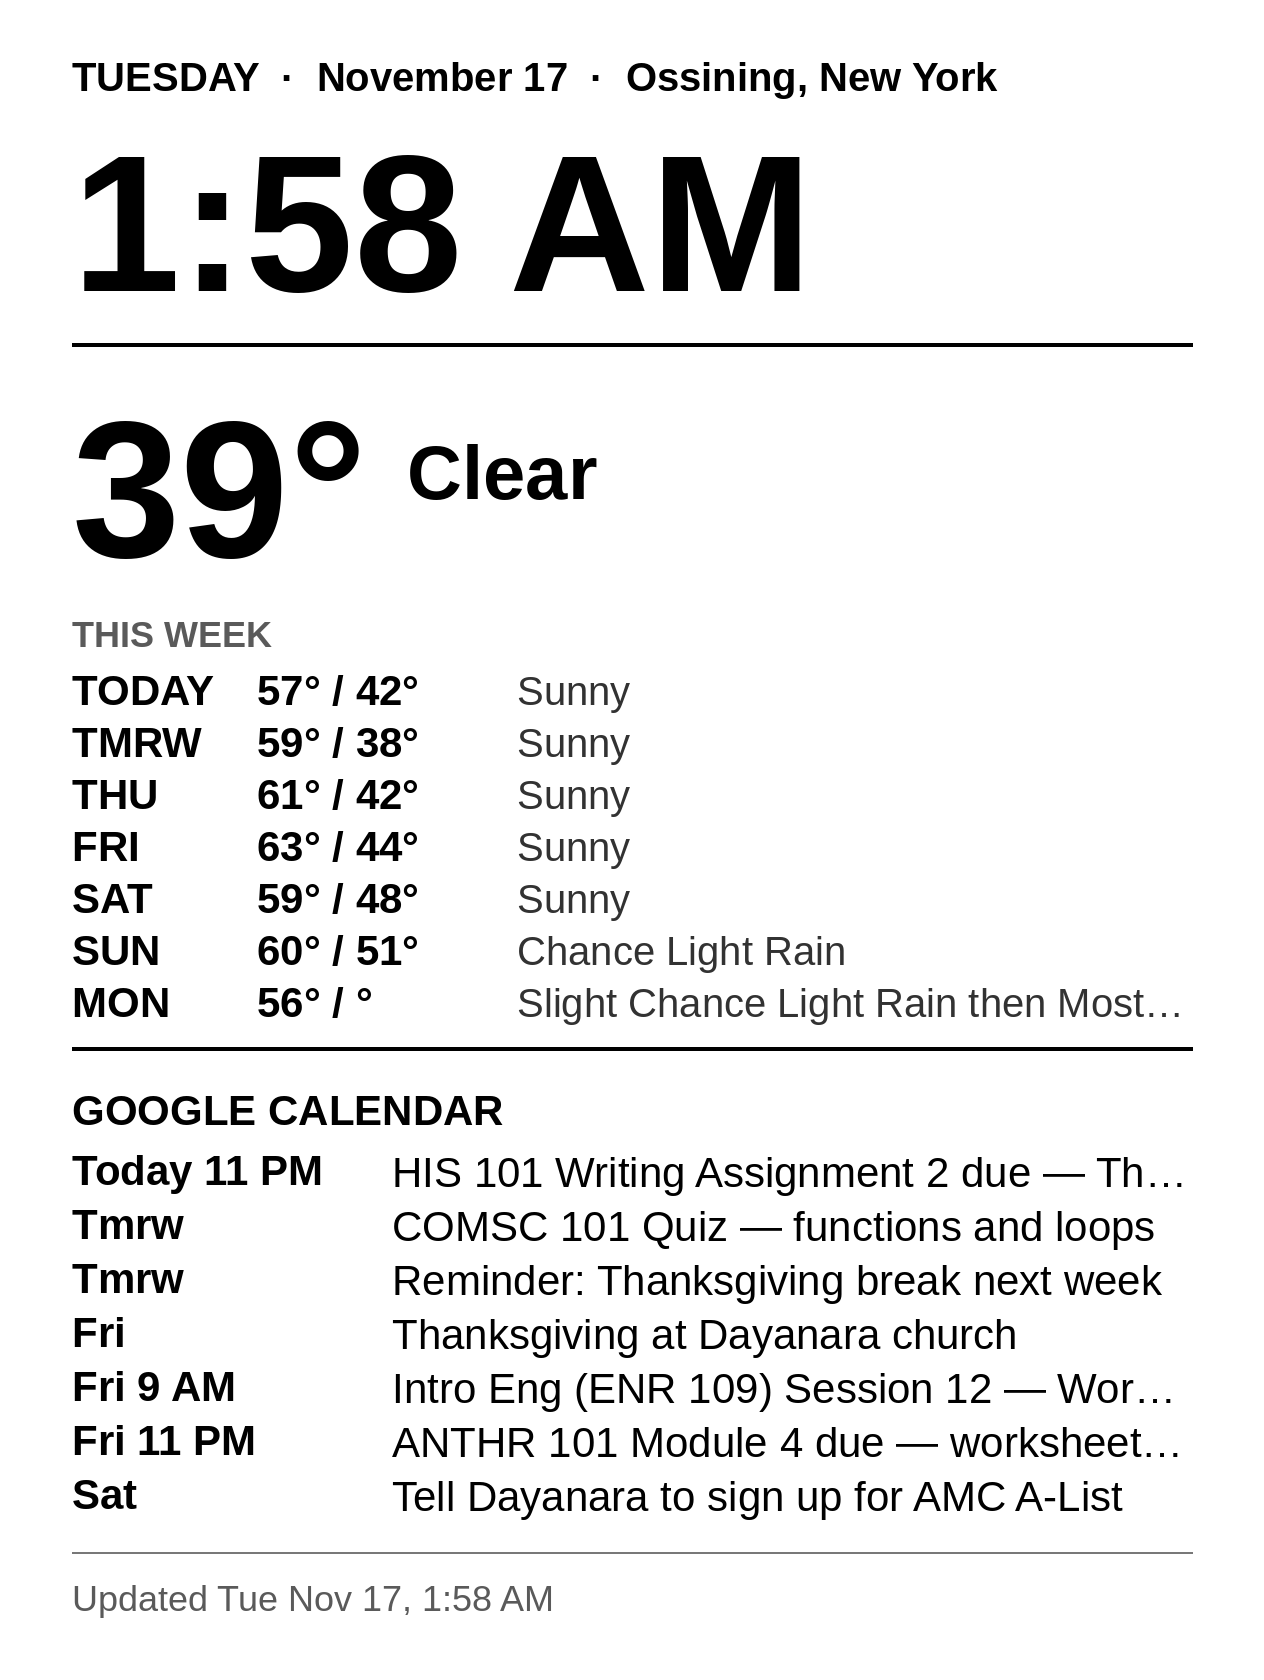 TUESDAY · November 17 · Ossining, New York
1:58 AM
39° Clear
THIS WEEK
TODAY 57° / 42° Sunny
TMRW 59° / 38° Sunny
THU 61° / 42° Sunny
FRI 63° / 44° Sunny
SAT 59° / 48° Sunny
SUN 60° / 51° Chance Light Rain
MON 56° / ° Slight Chance Light Rain then Most…
GOOGLE CALENDAR
Today 11 PM HIS 101 Writing Assignment 2 due — Th…
Tmrw COMSC 101 Quiz — functions and loops
Tmrw Reminder: Thanksgiving break next week
Fri Thanksgiving at Dayanara church
Fri 9 AM Intro Eng (ENR 109) Session 12 — Wor…
Fri 11 PM ANTHR 101 Module 4 due — worksheet…
Sat Tell Dayanara to sign up for AMC A-List
Updated Tue Nov 17, 1:58 AM